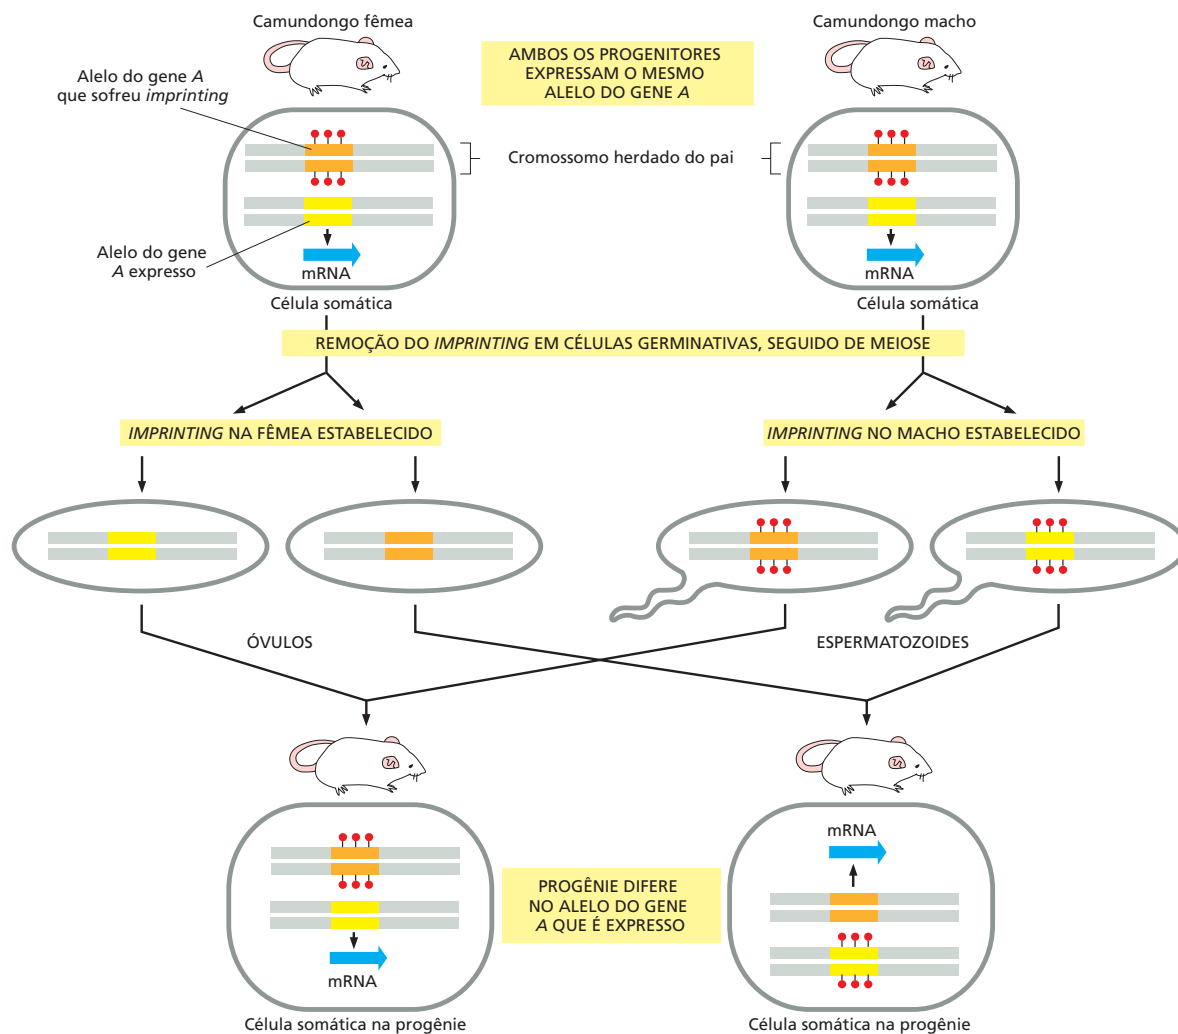 Camundongo fêmea
Camundongo macho
AMBOS OS PROGENITORES
EXPRESSAM O MESMO
ALELO DO GENE A
Alelo do gene A
que sofreu imprinting
Cromossomo herdado do pai
Alelo do gene
A expresso
mRNA
mRNA
Célula somática
Célula somática
REMOÇÃO DO IMPRINTING EM CÉLULAS GERMINATIVAS, SEGUIDO DE MEIOSE
IMPRINTING NA FÊMEA ESTABELECIDO
IMPRINTING NO MACHO ESTABELECIDO
ÓVULOS
ESPERMATOZOIDES
mRNA
PROGÊNIE DIFERE
NO ALELO DO GENE
A QUE É EXPRESSO
mRNA
Célula somática na progênie
Célula somática na progênie